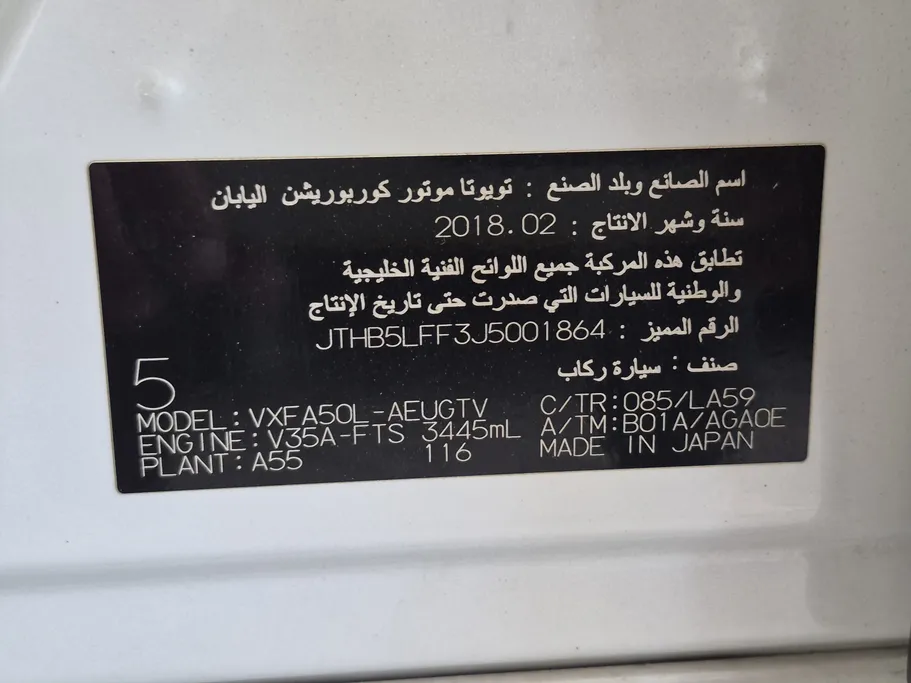 اسم الصانع وبلد الصنع : تويوتا موتور كوربوريشن اليابان
سنة وشهر الانتاج : 2018.02
تطابق هذه المركبة جميع اللوائح الفنية الخليجية
والوطنية للسيارات التي صدرت حتى تاريخ الإنتاج
الرقم المميز : JTHB5LFF3J5001864
صنف : سيارة ركاب
5
MODEL:VXFA50L-AEUGTV C/TR:085/LA59
ENGINE:V35A-FTS 3445mL A/TM:B01A/AGA0E
PLANT:A55 116 MADE IN JAPAN